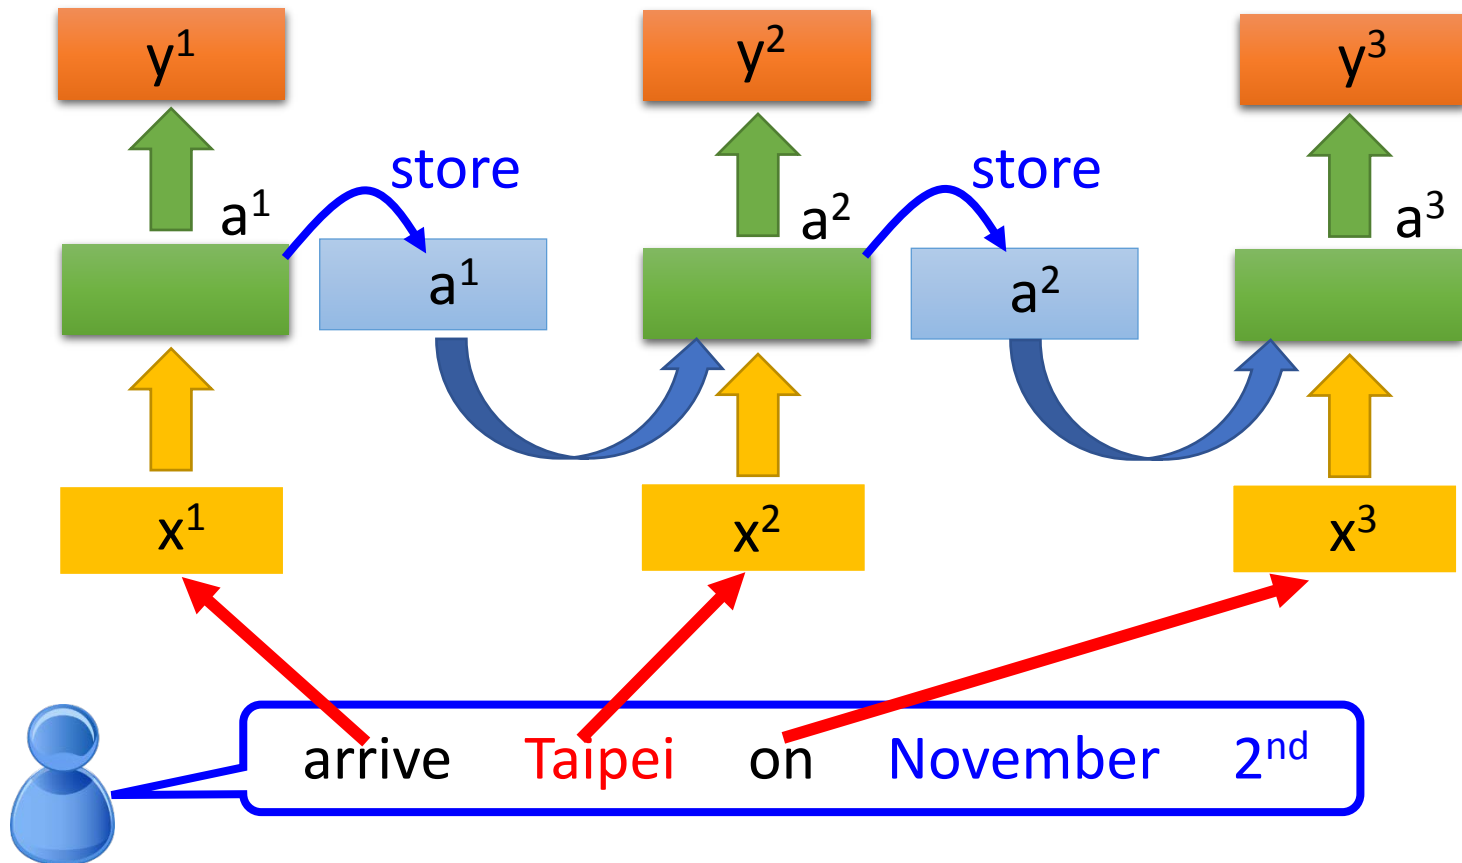 y¹ y² y³
store store
a¹ a² a³
a¹ a²
x¹ x² x³
arrive Taipei on November 2ⁿᵈ